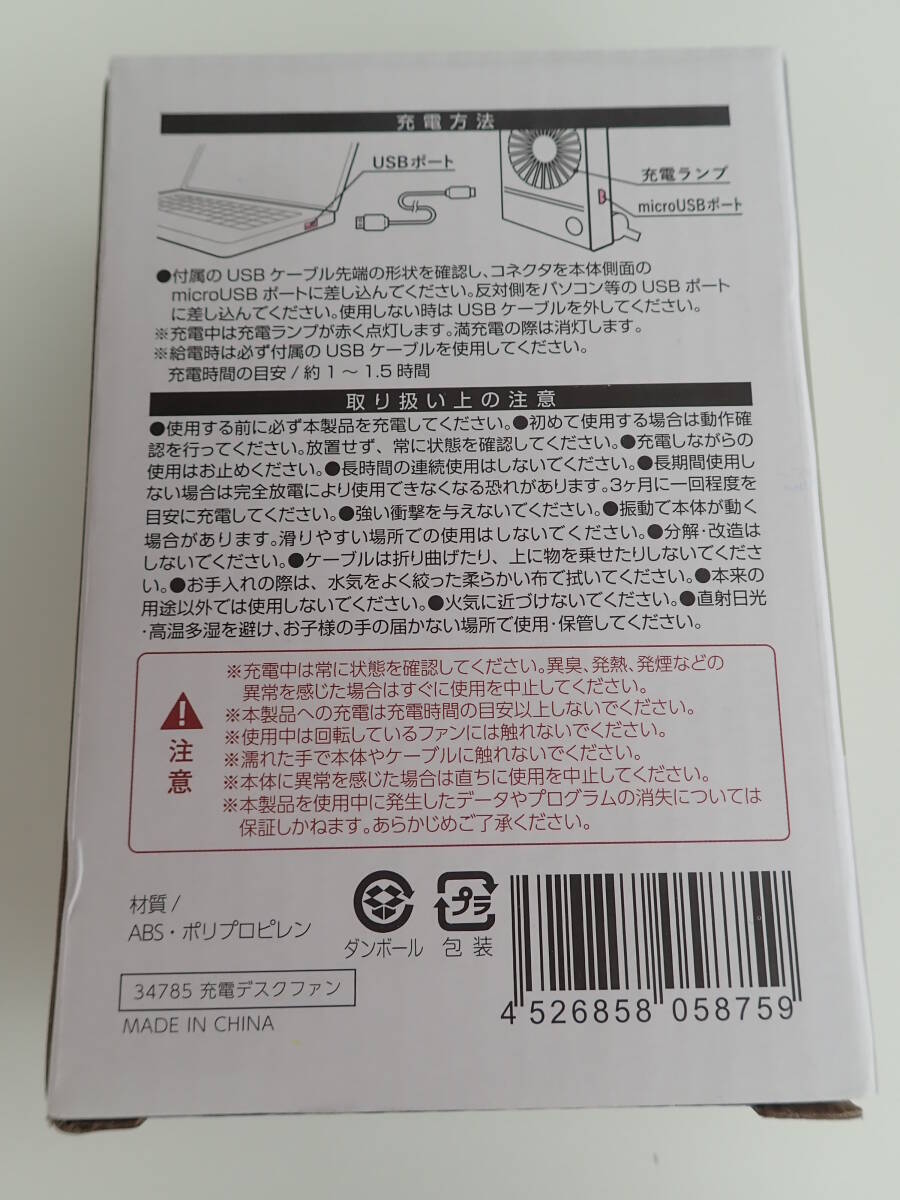 充電方法
USBポート
充電ランプ
microUSBポート
●付属の USB ケーブル先端の形状を確認し、コネクタを本体側面の
microUSB ポートに差し込んでください。反対側をパソコン等の USB ポート
に差し込んでください。使用しない時は USB ケーブルを外してください。
※充電中は充電ランプが赤く点灯します。満充電の際は消灯します。
※給電時は必ず付属の USB ケーブルを使用してください。
充電時間の目安 / 約 1 ～ 1.5 時間
取り扱い上の注意
●使用する前に必ず本製品を充電してください。●初めて使用する場合は動作確
認を行ってください。放置せず、常に状態を確認してください。●充電しながらの
使用はお止めください。●長時間の連続使用はしないでください。●長期間使用し
ない場合は完全放電により使用できなくなる恐れがあります。3ヶ月に一回程度を
目安に充電してください。●強い衝撃を与えないでください。●振動で本体が動く
場合があります。滑りやすい場所での使用はしないでください。●分解・改造は
しないでください。●ケーブルは折り曲げたり、上に物を乗せたりしないでくださ
い。●お手入れの際は、水気をよく絞った柔らかい布で拭いてください。●本来の
用途以外では使用しないでください。●火気に近づけないでください。●直射日光
・高温多湿を避け、お子様の手の届かない場所で使用・保管してください。
※充電中は常に状態を確認してください。異臭、発熱、発煙などの
異常を感じた場合はすぐに使用を中止してください。
※本製品への充電は充電時間の目安以上しないでください。
※使用中は回転しているファンには触れないでください。
※濡れた手で本体やケーブルに触れないでください。
※本体に異常を感じた場合は直ちに使用を中止してください。
※本製品を使用中に発生したデータやプログラムの消失については
保証しかねます。あらかじめご了承ください。
注意
材質 /
ABS・ポリプロピレン
ダンボール
プラ
包装
34785 充電デスクファン
MADE IN CHINA
4 526858 058759